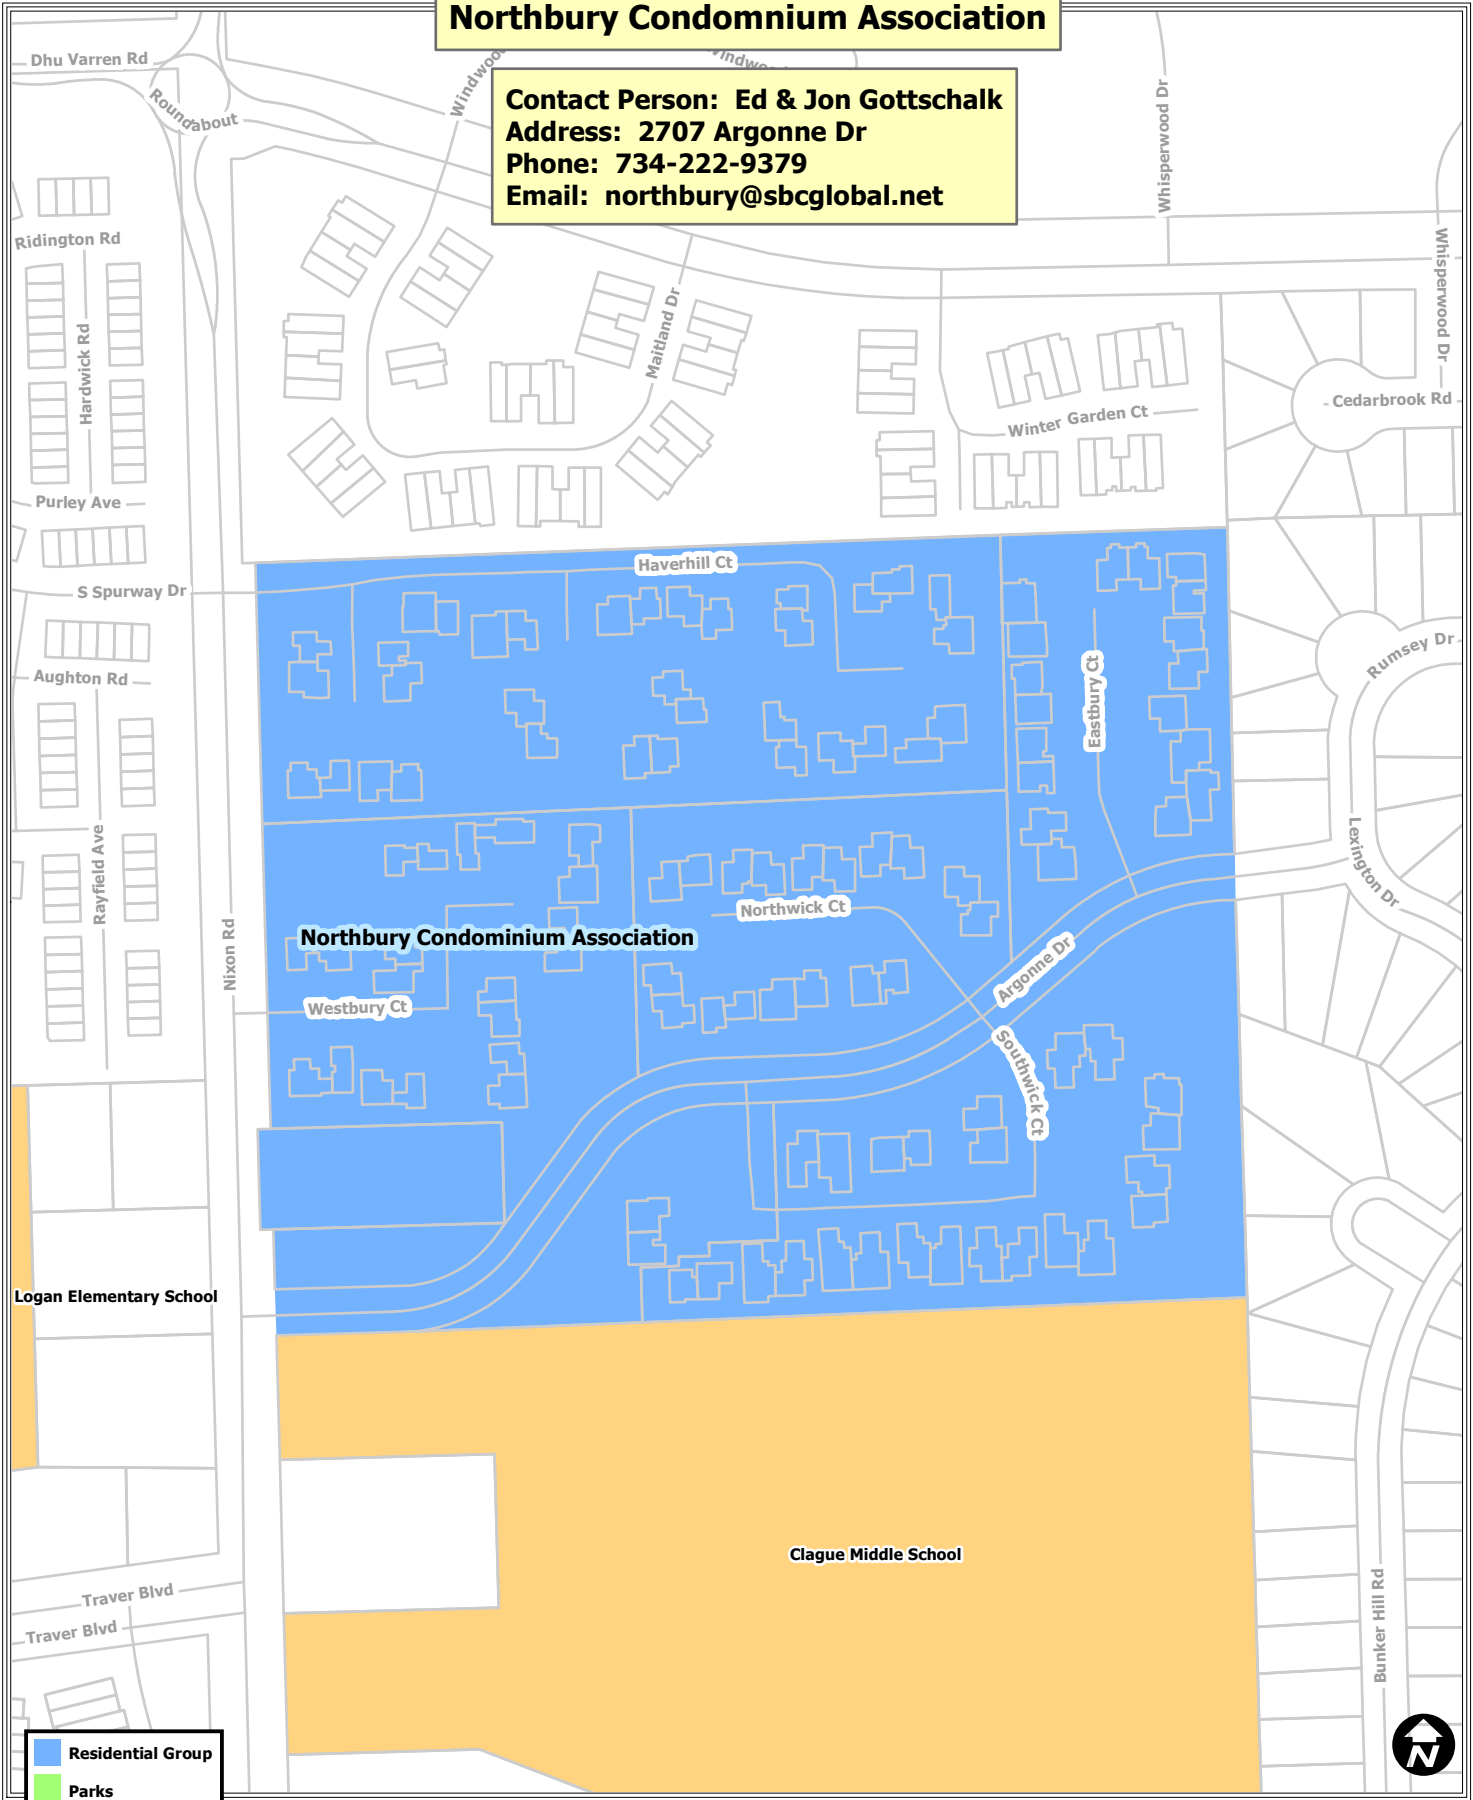 Northbury Condomnium Association
Contact Person:  Ed & Jon Gottschalk
Address:  2707 Argonne Dr
Phone:  734-222-9379
Email:  northbury@sbcglobal.net
Dhu Varren Rd
Roundabout
Whisperwood Dr
Whisperwood Dr
Ridington Rd
Hardwick Rd
Maitland Dr
Cedarbrook Rd
Winter Garden Ct
Purley Ave
Haverhill Ct
S Spurway Dr
Rumsey Dr
Aughton Rd
Eastbury Ct
Rayfield Ave
Lexington Dr
Northwick Ct
Nixon Rd
Northbury Condominium Association
Argonne Dr
Westbury Ct
Southwick Ct
Logan Elementary School
Clague Middle School
Traver Blvd
Traver Blvd
Bunker Hill Rd
Residential Group
Parks
N